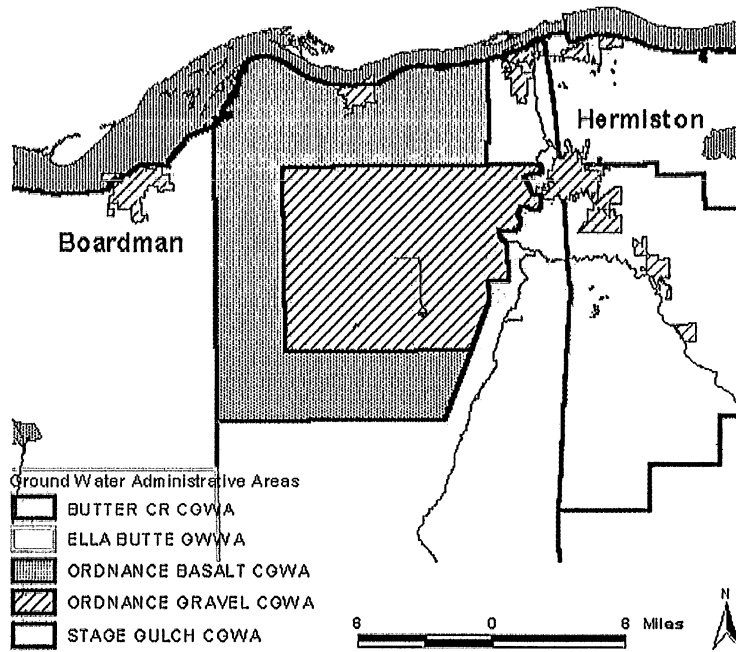 Hermiston
Boardman
Ground Water Administrative Areas
BUTTER CR CGWA
ELLA BUTTE GWWA
ORDNANCE BASALT CGWA
ORDNANCE GRAVEL CGWA
STAGE GULCH CGWA
6 0 6 Miles
N